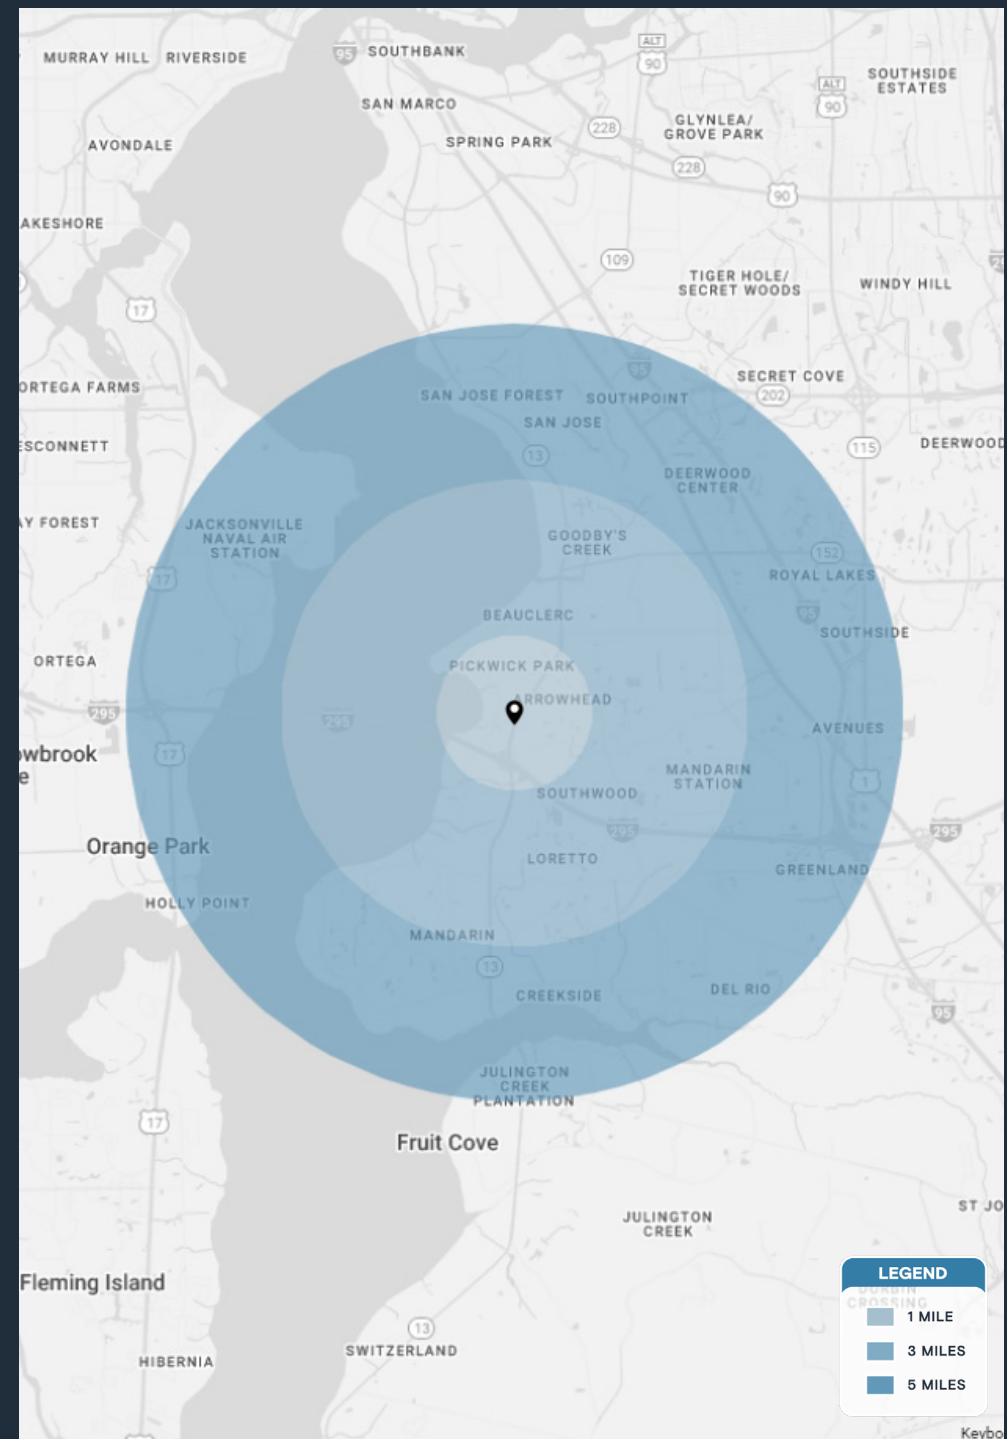 MURRAY HILL
RIVERSIDE
95
SOUTHBANK
ALT
90
SOUTHSIDE
ESTATES
ALT
90
SAN MARCO
GLYNLEA/
GROVE PARK
228
SPRING PARK
AVONDALE
228
90
AKESHORE
109
TIGER HOLE/
SECRET WOODS
WINDY HILL
17
95
SECRET COVE
202
ORTEGA FARMS
SAN JOSE FOREST
SOUTHPOINT
SAN JOSE
ESCONNETT
13
115
DEERWOOD
DEERWOOD
CENTER
AY FOREST
JACKSONVILLE
NAVAL AIR
STATION
GOODBY'S
CREEK
152
17
ROYAL LAKES
BEAUCLERC
95
SOUTHSIDE
ORTEGA
PICKWICK PARK
ARROWHEAD
295
295
AVENUES
owbrook
e
17
MANDARIN
STATION
1
SOUTHWOOD
295
295
Orange Park
LORETTO
GREENLAND
HOLLY POINT
MANDARIN
13
CREEKSIDE
DEL RIO
95
JULINGTON
CREEK
PLANTATION
17
Fruit Cove
ST JO
JULINGTON
CREEK
Fleming Island
LEGEND
DURBIN
CROSSING
1 MILE
13
SWITZERLAND
3 MILES
HIBERNIA
5 MILES
Keybo